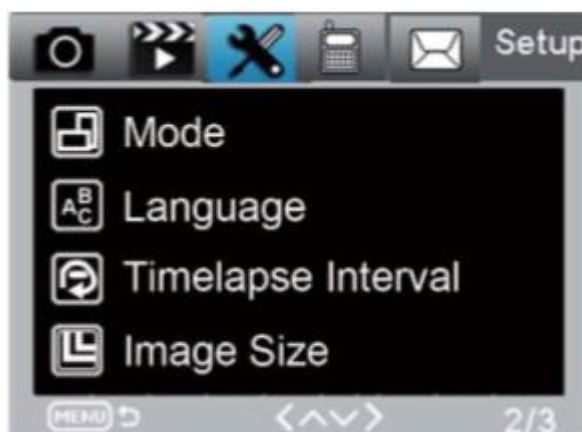 Setup
Mode
Language
Timelapse Interval
Image Size
MENU 2/3